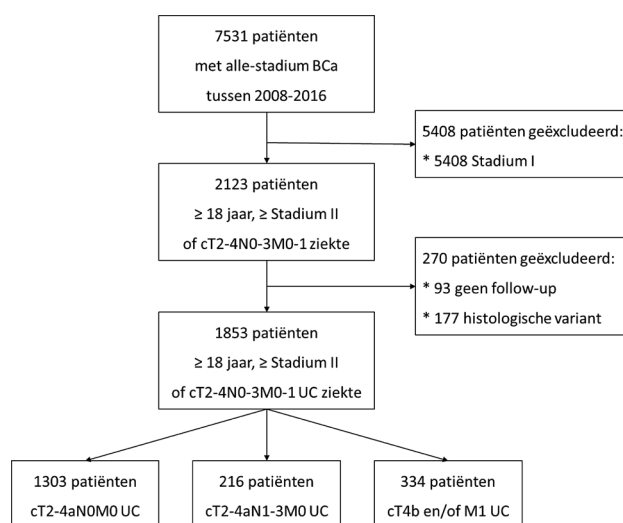 7531 patiënten
met alle-stadium BCa
tussen 2008-2016
5408 patiënten geëxcludeerd:
* 5408 Stadium I
2123 patiënten
≥ 18 jaar, ≥ Stadium II
of cT2-4N0-3M0-1 ziekte
270 patiënten geëxcludeerd:
* 93 geen follow-up
* 177 histologische variant
1853 patiënten
≥ 18 jaar, ≥ Stadium II
of cT2-4N0-3M0-1 UC ziekte
1303 patiënten
cT2-4aN0M0 UC
216 patiënten
cT2-4aN1-3M0 UC
334 patiënten
cT4b en/of M1 UC